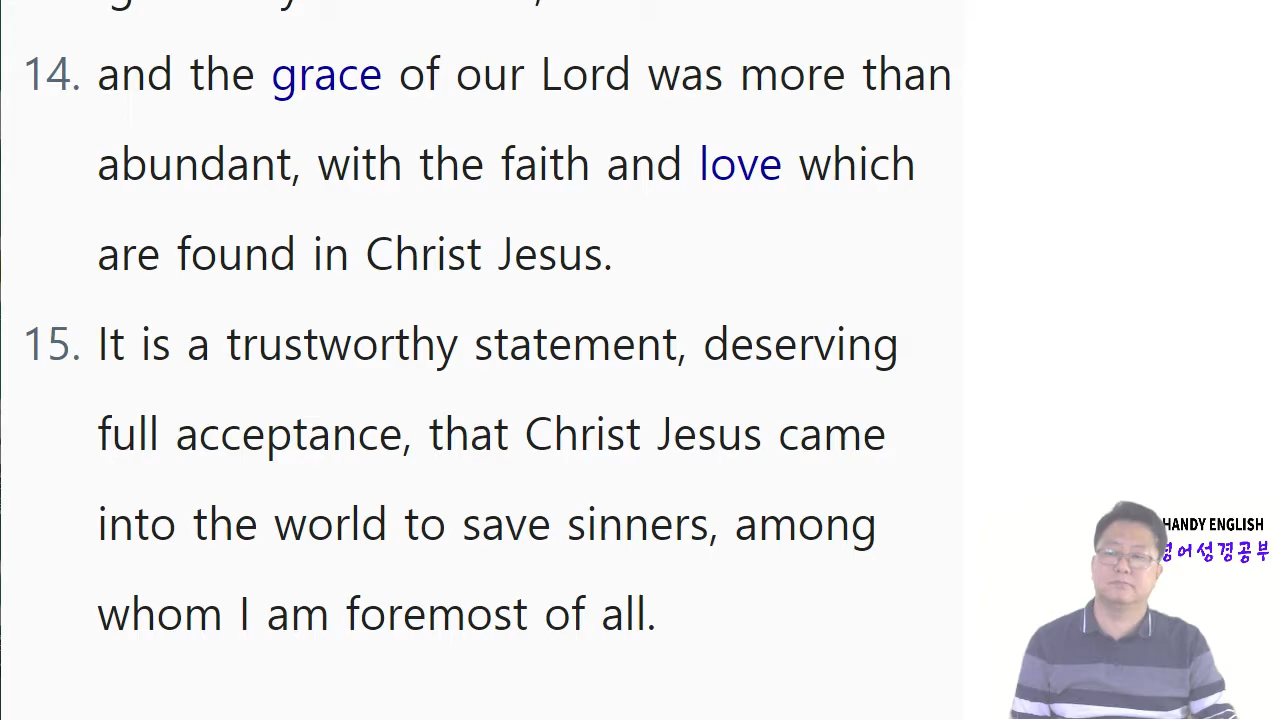 14. and the grace of our Lord was more than
abundant, with the faith and love which
are found in Christ Jesus.
15. It is a trustworthy statement, deserving
full acceptance, that Christ Jesus came
into the world to save sinners, among
whom I am foremost of all.
HANDY ENGLISH
영어성경공부